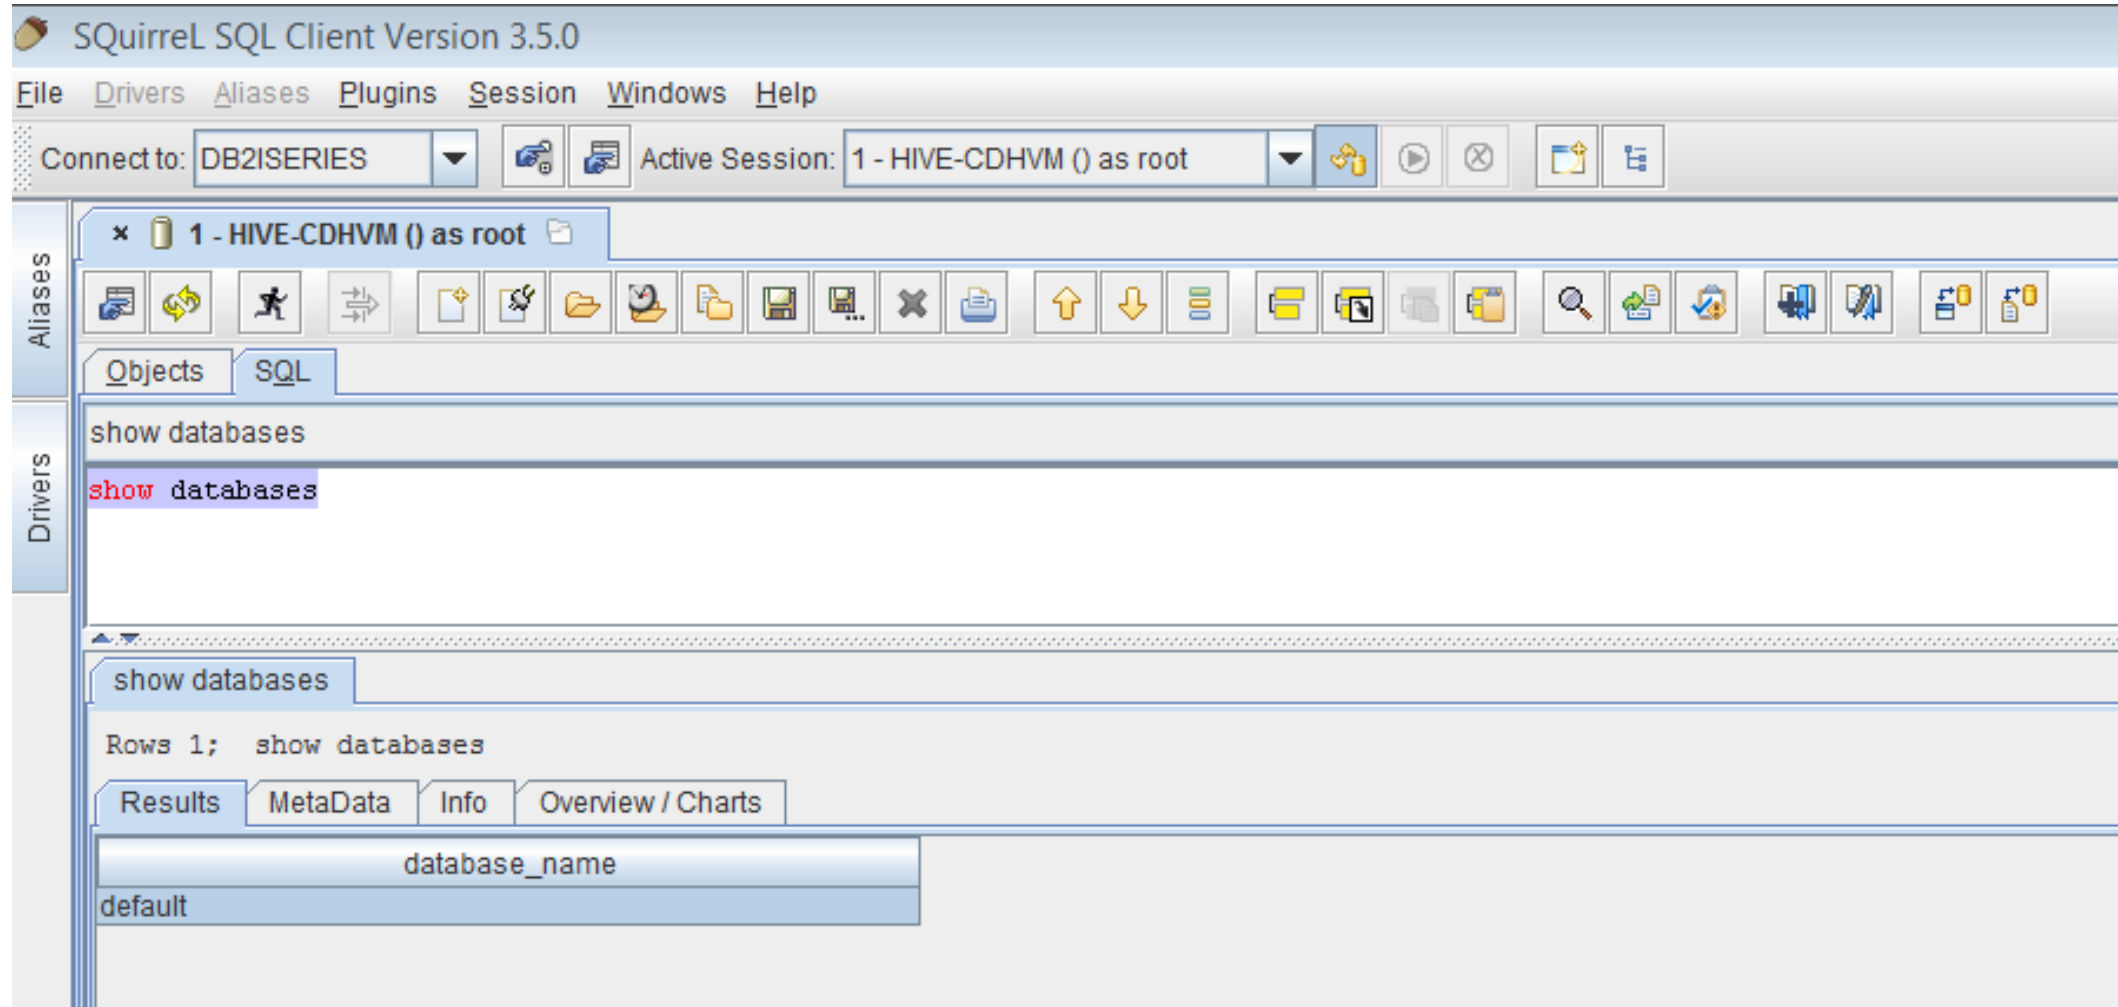 SQuirreL SQL Client Version 3.5.0
File Drivers Aliases Plugins Session Windows Help
Connect to: DB2ISERIES Active Session: 1 - HIVE-CDHVM () as root
1 - HIVE-CDHVM () as root
Aliases
Drivers
Objects SQL
show databases
show databases
show databases
Rows 1; show databases
Results MetaData Info Overview / Charts
database_name
default